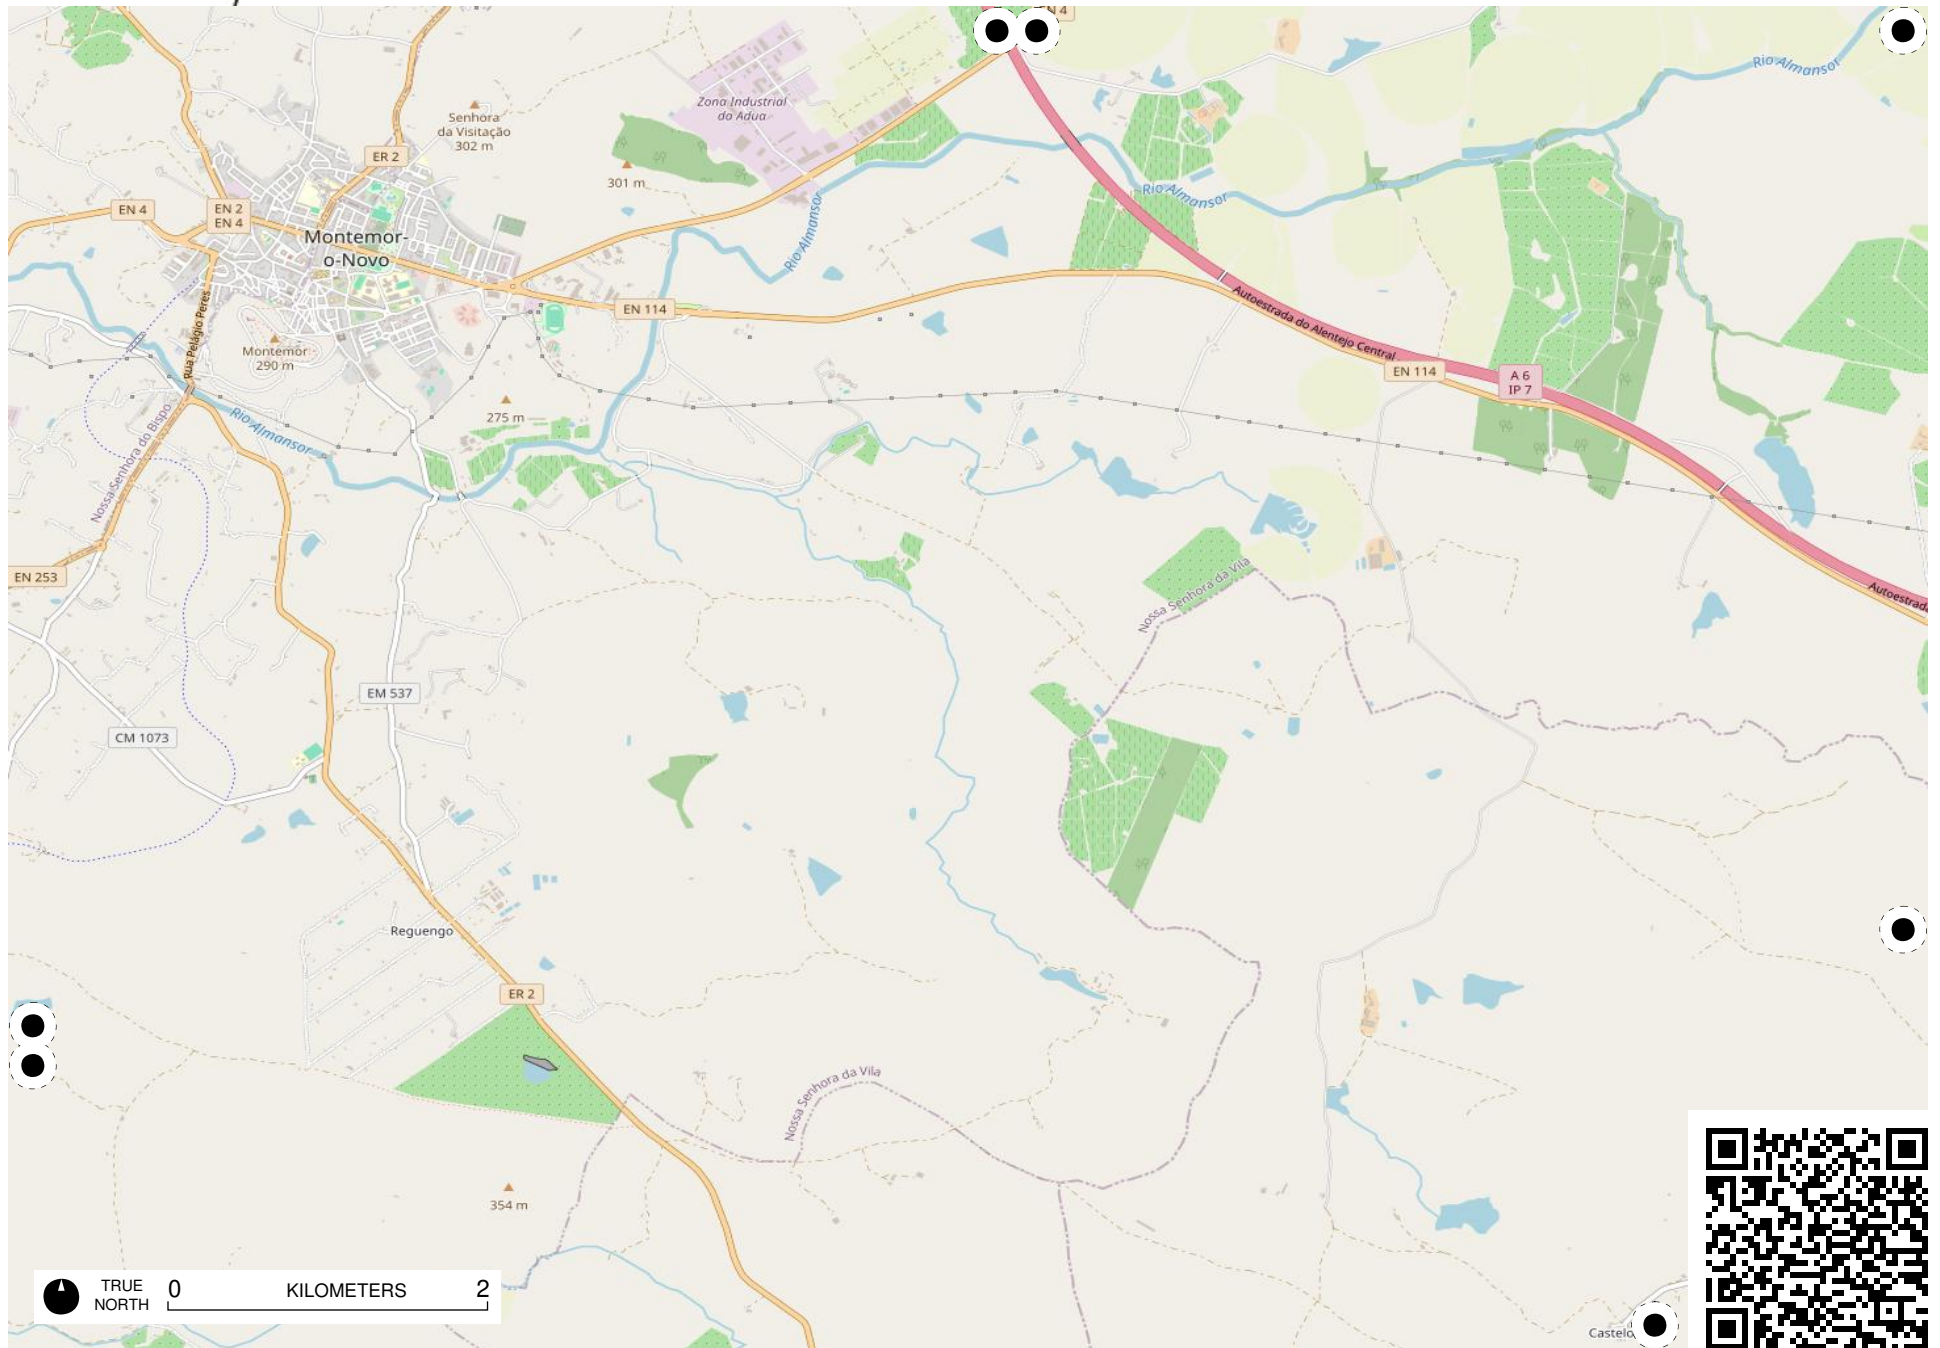 EN 4
Senhora
da Visitação
302 m
Zona Industrial
da Adua
Rio Almansor
ER 2
301 m
EN 4
EN 2
EN 4
Montemor-
o-Novo
Rio Almansor
Rio Almansor
EN 114
Autoestrada do Alentejo Central
Rua Pelágio Peres
Montemor
290 m
EN 114
A 6
IP 7
275 m
Rio Almansor
Nossa Senhora do Bispo
EN 253
Nossa Senhora da Vila
Autoestrada
EM 537
CM 1073
Reguengo
ER 2
Nossa Senhora da Vila
354 m
TRUE
NORTH
0 KILOMETERS 2
Castelo